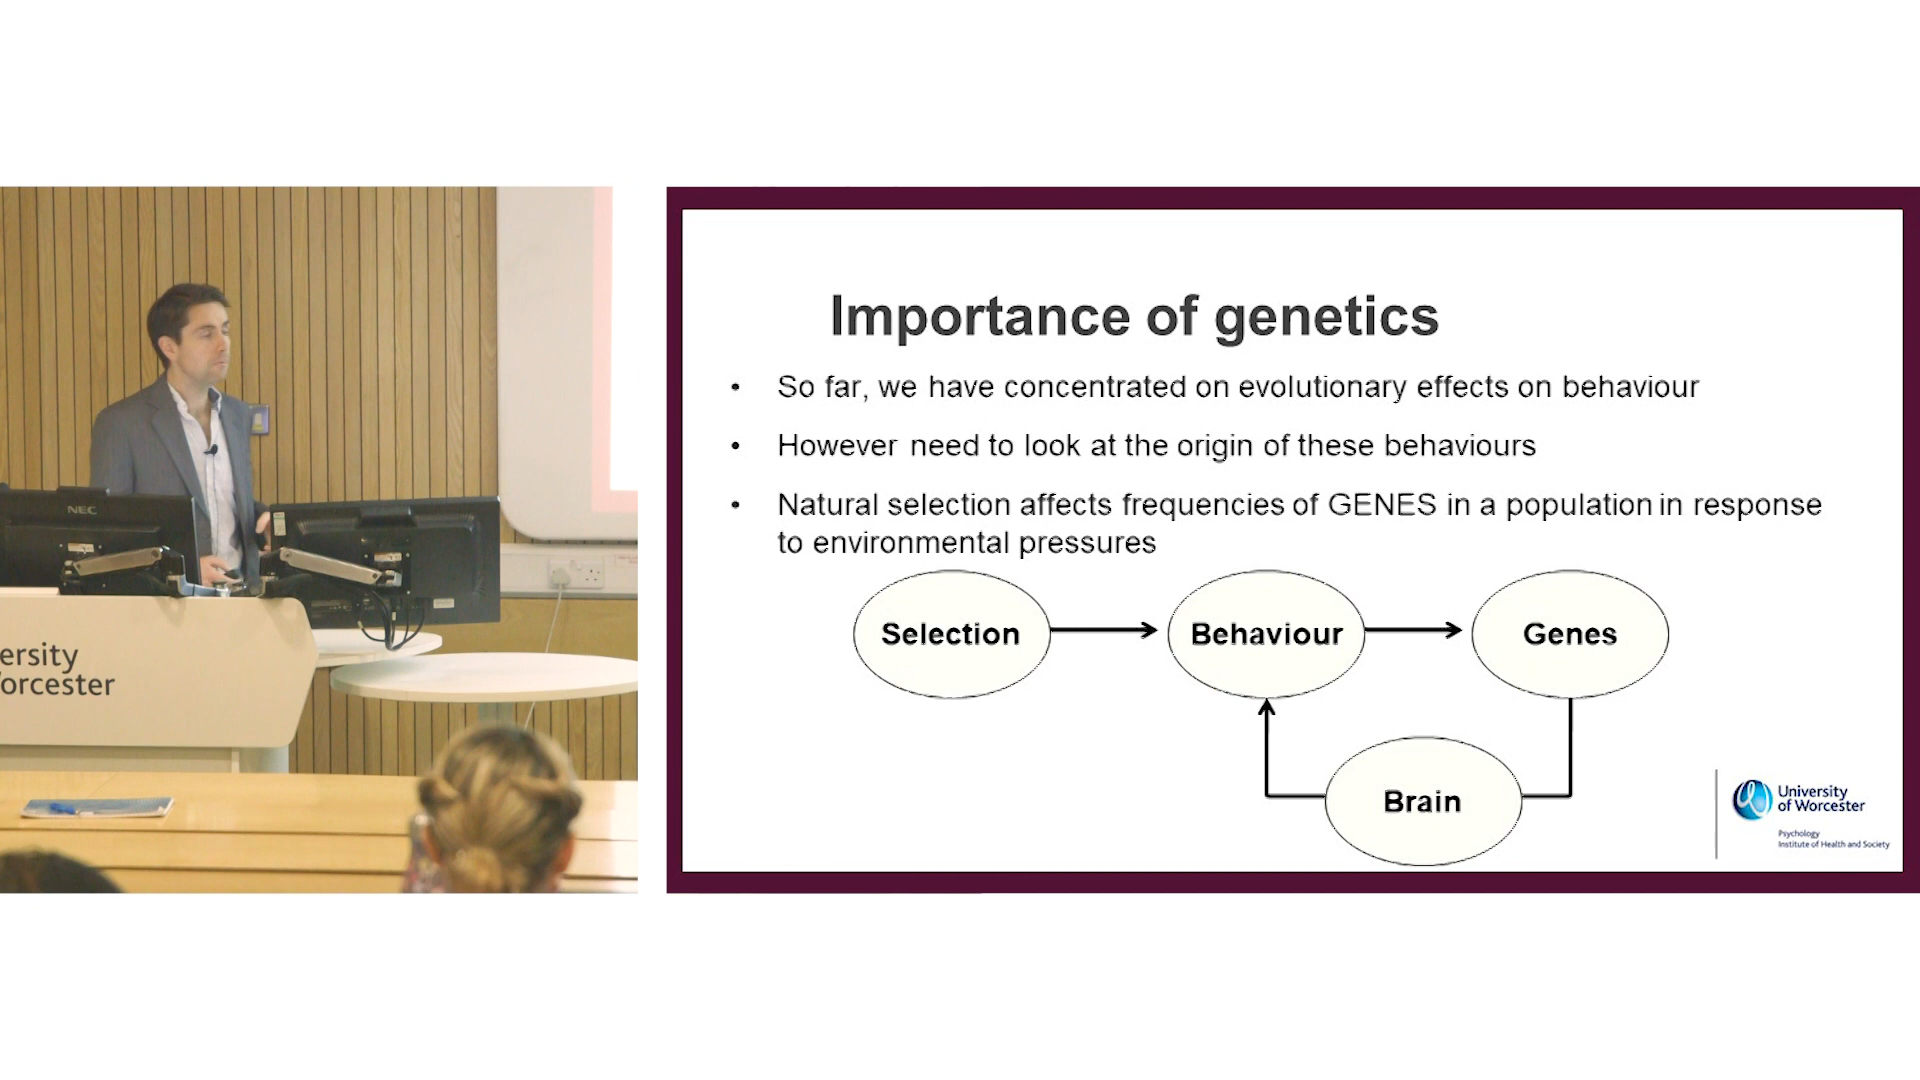 NEC
ersity
orcester
Importance of genetics
• So far, we have concentrated on evolutionary effects on behaviour
• However need to look at the origin of these behaviours
• Natural selection affects frequencies of GENES in a population in response
to environmental pressures
Selection
Behaviour
Genes
Brain
University
of Worcester
Psychology
Institute of Health and Society